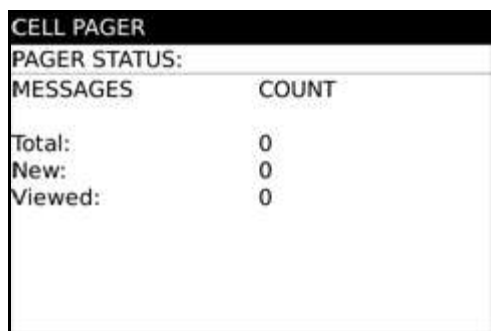 CELL PAGER
PAGER STATUS:
MESSAGES COUNT
Total: 0
New: 0
Viewed: 0